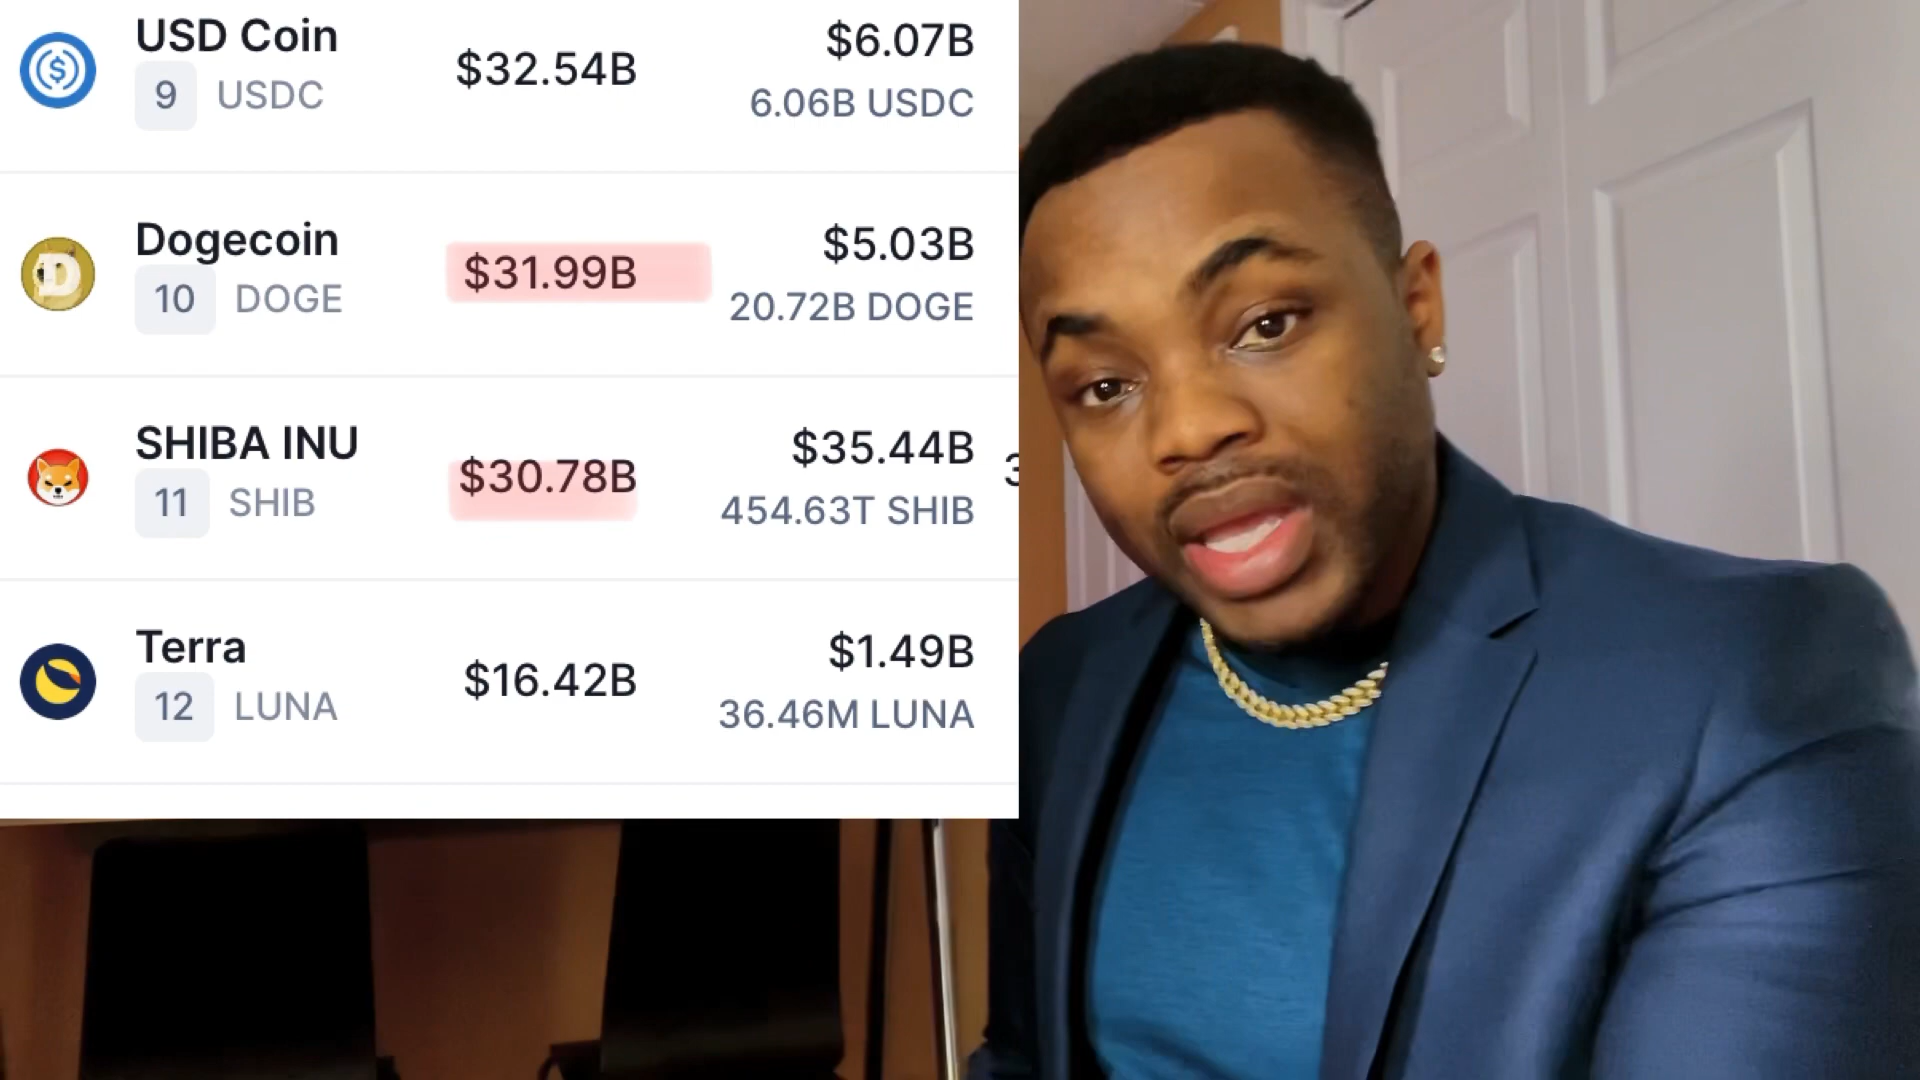 USD Coin
9 USDC
$32.54B
$6.07B
6.06B USDC
Dogecoin
10 DOGE
$31.99B
$5.03B
20.72B DOGE
SHIBA INU
11 SHIB
$30.78B
$35.44B
454.63T SHIB
3
Terra
12 LUNA
$16.42B
$1.49B
36.46M LUNA